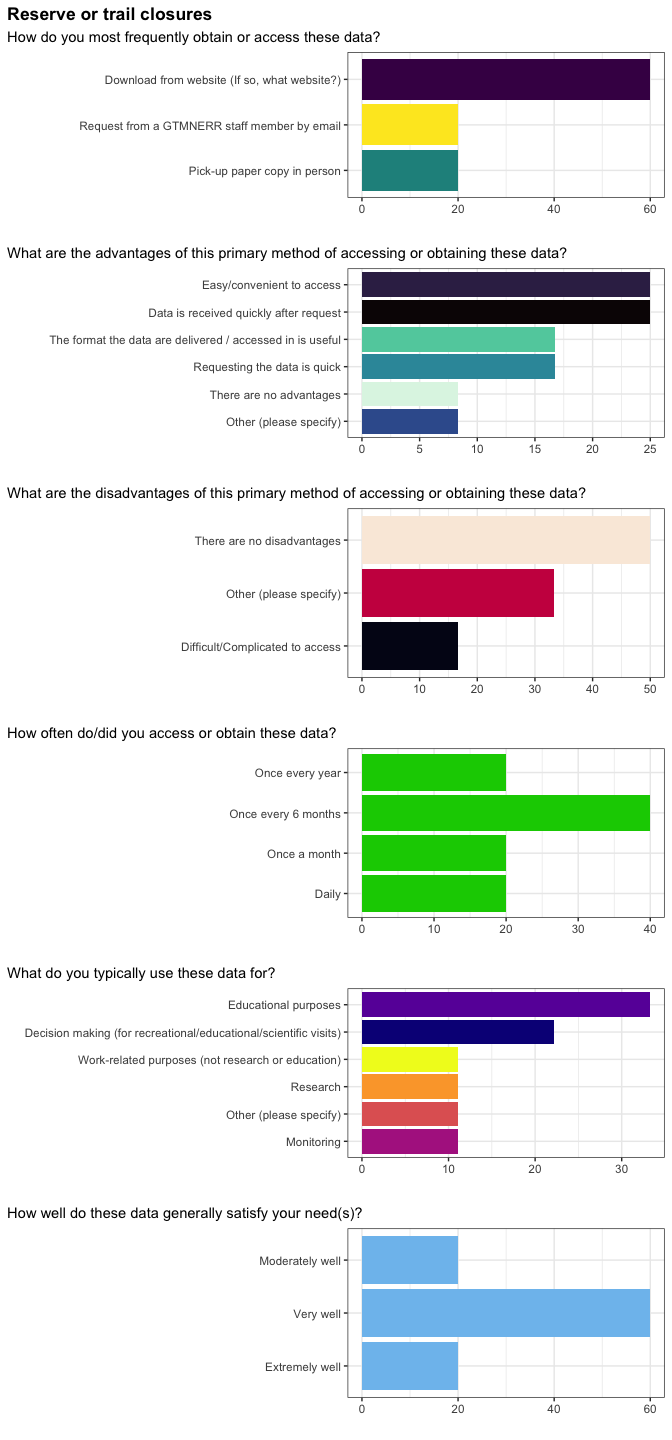 Reserve or trail closures
How do you most frequently obtain or access these data?
Download from website (If so, what website?)
Request from a GTMNERR staff member by email
Pick-up paper copy in person
0 20 40 60
What are the advantages of this primary method of accessing or obtaining these data?
Easy/convenient to access
Data is received quickly after request
The format the data are delivered / accessed in is useful
Requesting the data is quick
There are no advantages
Other (please specify)
0 5 10 15 20 25
What are the disadvantages of this primary method of accessing or obtaining these data?
There are no disadvantages
Other (please specify)
Difficult/Complicated to access
0 10 20 30 40 50
How often do/did you access or obtain these data?
Once every year
Once every 6 months
Once a month
Daily
0 10 20 30 40
What do you typically use these data for?
Educational purposes
Decision making (for recreational/educational/scientific visits)
Work-related purposes (not research or education)
Research
Other (please specify)
Monitoring
0 10 20 30
How well do these data generally satisfy your need(s)?
Moderately well
Very well
Extremely well
0 20 40 60